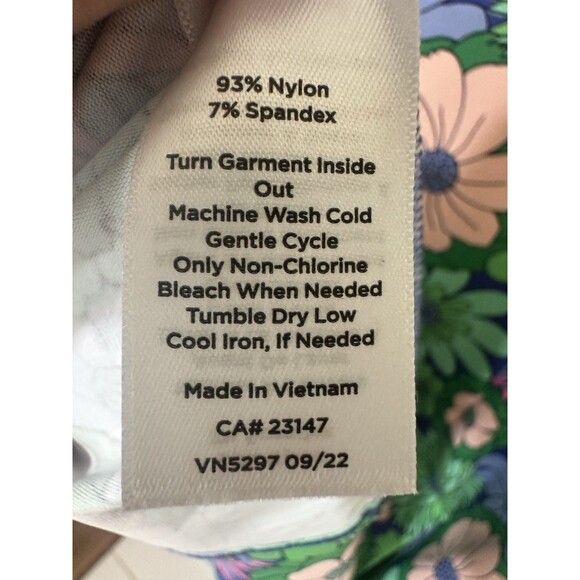 93% Nylon
7% Spandex
Turn Garment Inside
Out
Machine Wash Cold
Gentle Cycle
Only Non-Chlorine
Bleach When Needed
Tumble Dry Low
Cool Iron, If Needed
Made In Vietnam
CA# 23147
VN5297 09/22